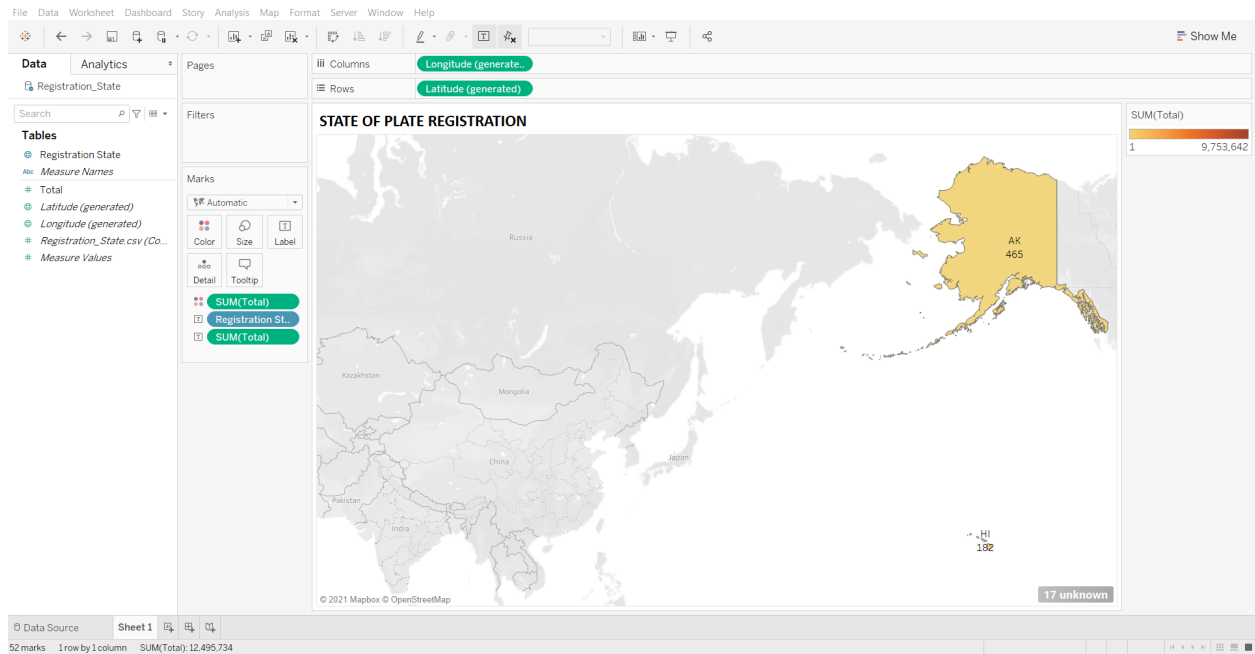 File Data Worksheet Dashboard Story Analysis Map Format Server Window Help
Show Me
Data Analytics
Registration_State
Search
Tables
Registration State
Abc Measure Names
# Total
Latitude (generated)
Longitude (generated)
# Registration_State.csv (Co...
# Measure Values
Pages
Filters
Marks
Automatic
Color Size Label
Detail Tooltip
SUM(Total)
Registration St..
SUM(Total)
Columns Longitude (generate..
Rows Latitude (generated)
STATE OF PLATE REGISTRATION
Russia
AK
465
Kazakhstan
Mongolia
China
Japan
Pakistan
India
HI
182
© 2021 Mapbox © OpenStreetMap
17 unknown
SUM(Total)
1 9,753,642
Data Source Sheet 1
52 marks 1 row by 1 column SUM(Total): 12,495,734